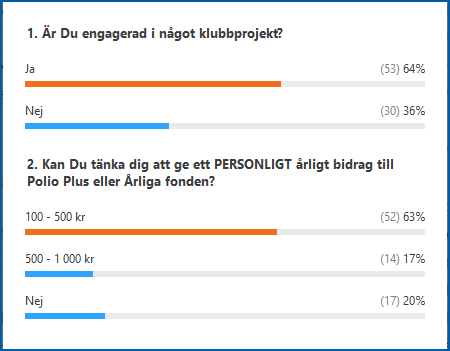 1. Är Du engagerad i något klubbprojekt?
Ja (53) 64%
Nej (30) 36%
2. Kan Du tänka dig att ge ett PERSONLIGT årligt bidrag till
Polio Plus eller Årliga fonden?
100 - 500 kr (52) 63%
500 - 1 000 kr (14) 17%
Nej (17) 20%